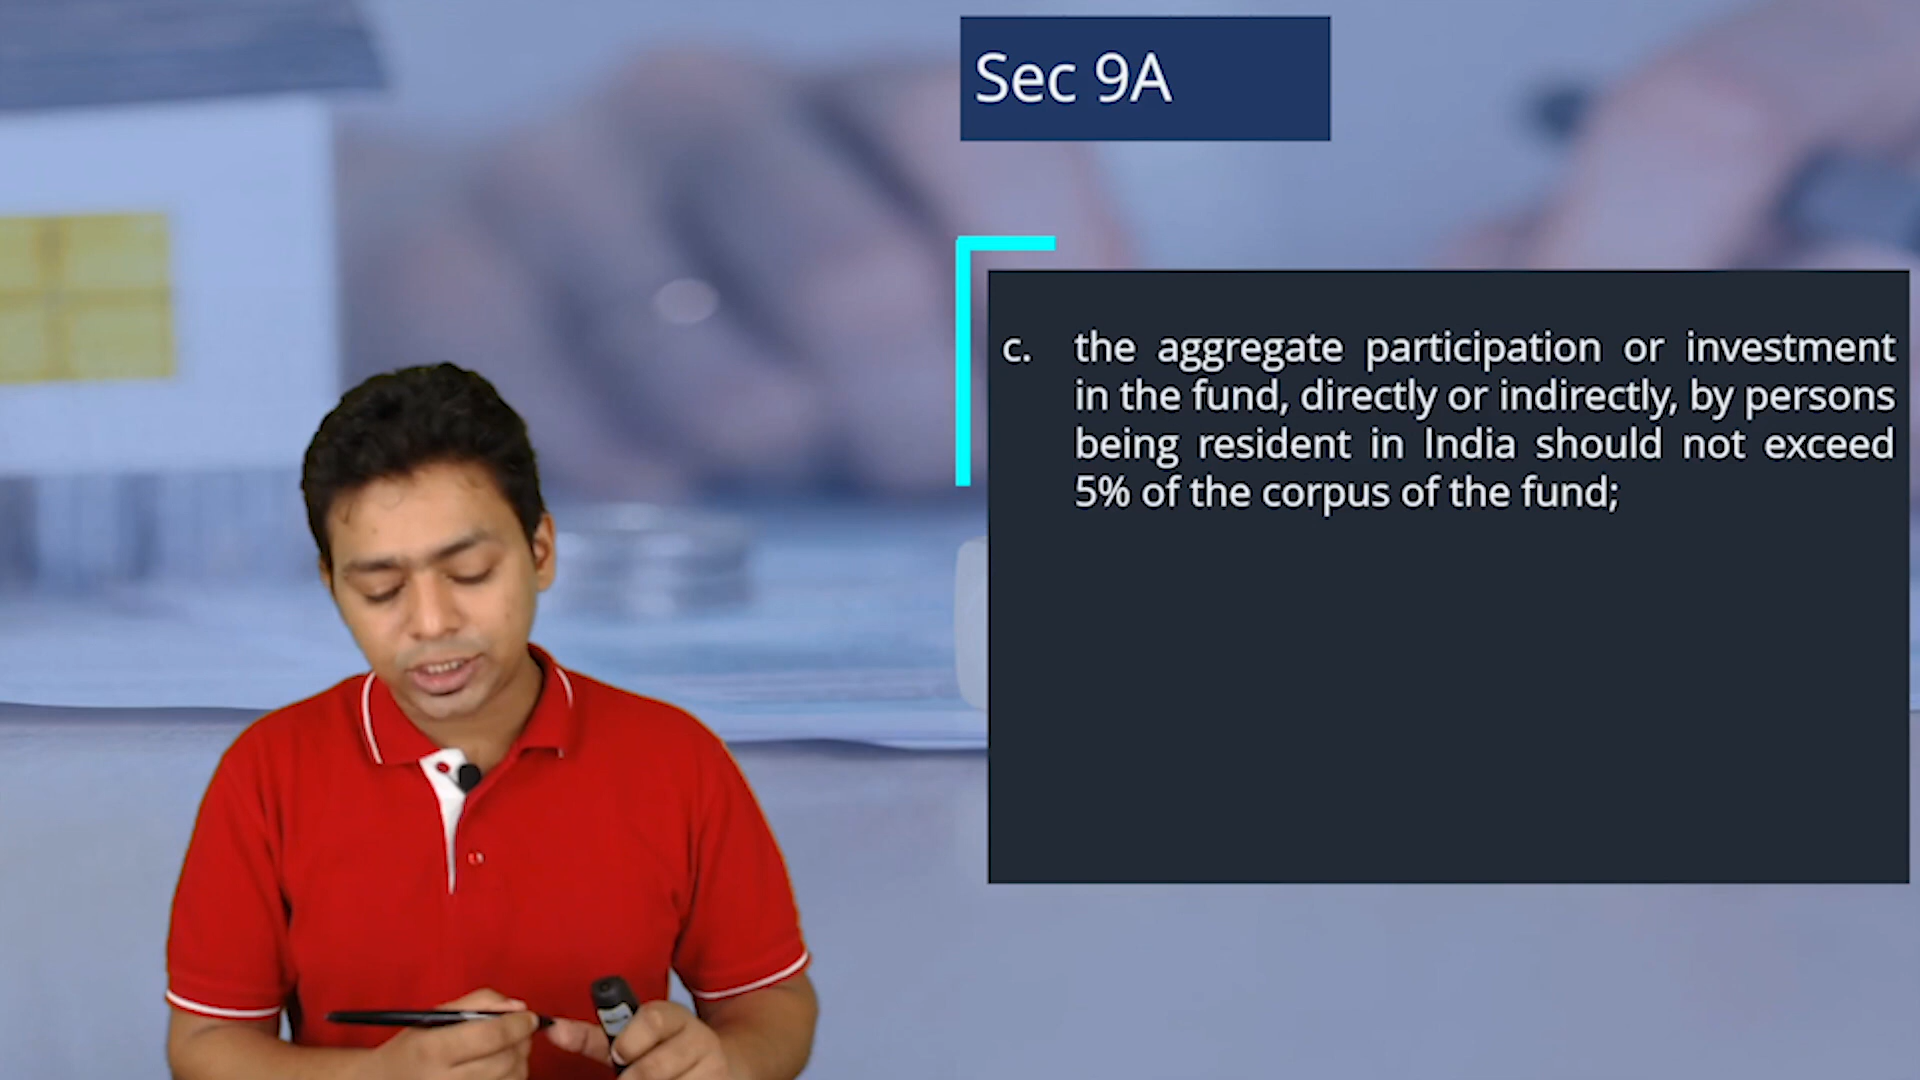 Sec 9A
c. the aggregate participation or investment
in the fund, directly or indirectly, by persons
being resident in India should not exceed
5% of the corpus of the fund;